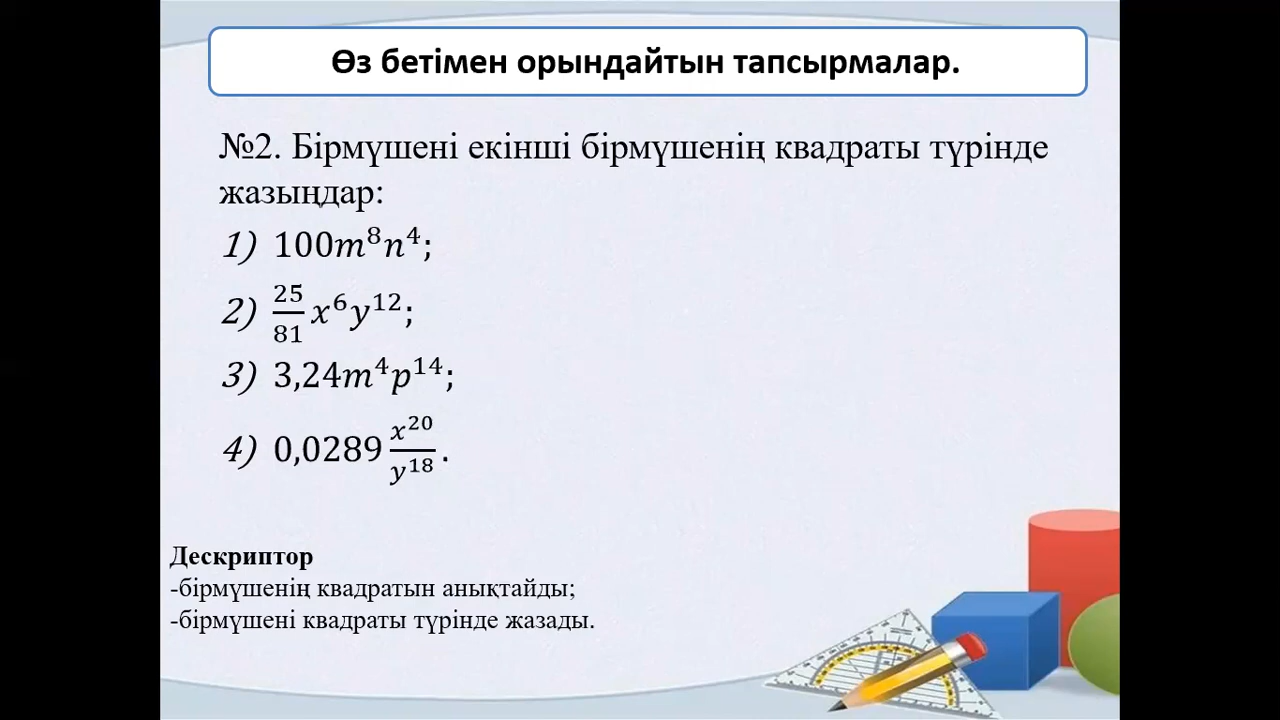 Өз бетімен орындайтын тапсырмалар.
№2. Бірмүшені екінші бірмүшенің квадраты түрінде
жазыңдар:
1) 100m⁸n⁴;
2) 25/81 x⁶y¹²;
3) 3,24m⁴p¹⁴;
4) 0,0289 x²⁰/y¹⁸.
Дескриптор
-бірмүшенің квадратын анықтайды;
-бірмүшені квадраты түрінде жазады.